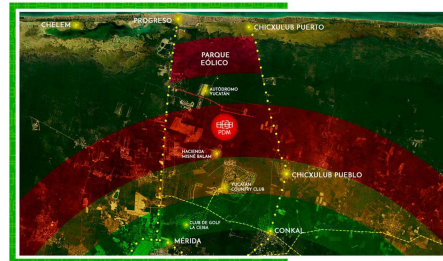 PROGRESO
CHELEM
CHICXULUB PUERTO
PARQUE
EÓLICO
AUTÓDROMO
YUCATÁN
PDM
HACIENDA
MISNÉ BALAM
CHICXULUB PUEBLO
YUCATÁN
COUNTRY CLUB
CLUB DE GOLF
LA CEIBA
CONKAL
MÉRIDA